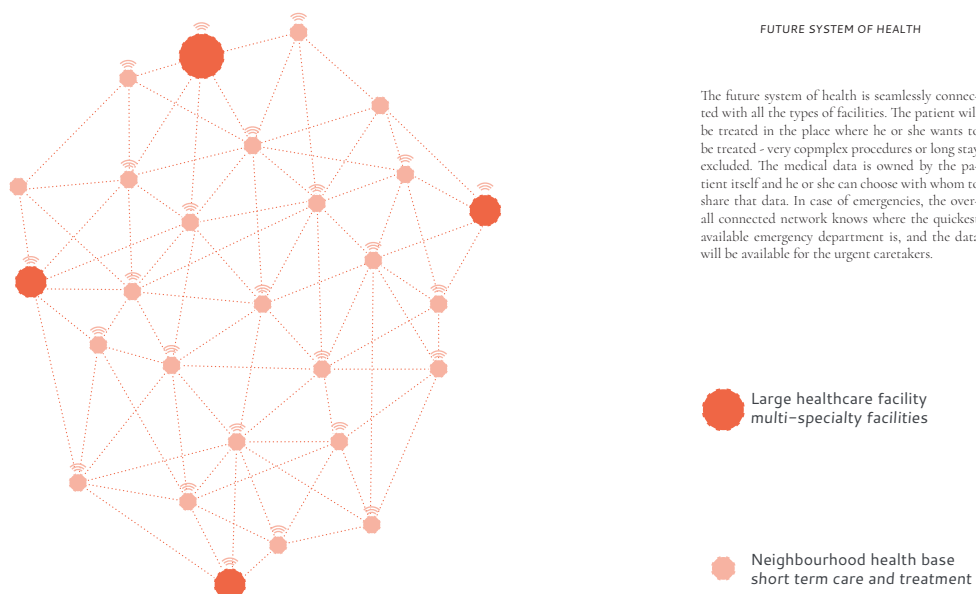 FUTURE SYSTEM OF HEALTH
The future system of health is seamlessly connec-
ted with all the types of facilities. The patient will
be treated in the place where he or she wants to
be treated - very copmplex procedures or long stay
excluded. The medical data is owned by the pa-
tient itself and he or she can choose with whom to
share that data. In case of emergencies, the over-
all connected network knows where the quickest
available emergency department is, and the data
will be available for the urgent caretakers.
Large healthcare facility
multi-specialty facilities
Neighbourhood health base
short term care and treatment